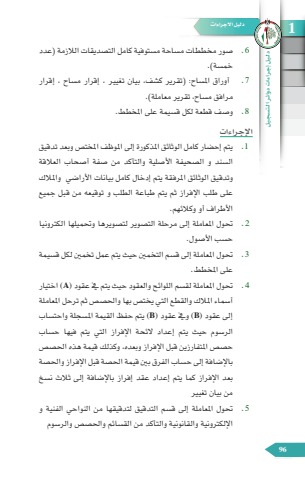 دليل الاجراءات
1
دليل اجراءات دوائر التسجيل
6. صور مخططات مساحة مستوفية كامل التصديقات اللازمة (عدد
خمسة).
7. أوراق المساح: (تقرير كشف، بيان تغيير ، إقرار مساح ، إقرار
مرافق مساح، تقرير معاملة).
8. وصف قطعة لكل قسيمة على المخطط.
الإجراءات
1. يتم إحضار كامل الوثائق المذكورة إلى الموظف المختص وبعد تدقيق
السند و الصحيفة الأصلية والتأكد من صفة أصحاب العلاقة
وتدقيق الوثائق المرفقة يتم إدخال كامل بيانات الأراضي والملاك
على طلب الإفراز ثم يتم طباعة الطلب و توقيعه من قبل جميع
الأطراف أو وكلائهم.
2. تحول المعاملة إلى مرحلة التصوير لتصويرها وتحميلها الكترونيا
حسب الأصول.
3. تحول المعاملة إلى قسم التخمين حيث يتم عمل تخمين لكل قسيمة
على المخطط.
4. تحول المعاملة لقسم اللوائح والعقود حيث يتم في عقود (A) اختيار
أسماء الملاك والقطع التي يختص بها والحصص ثم ترحل المعاملة
إلى عقود (B) وفي عقود (B) يتم حفظ القيمة المسجلة واحتساب
الرسوم حيث يتم إعداد لائحة الإفراز التي يتم فيها حساب
حصص المتفارزين قبل الإفراز وبعده، وكذلك قيمة هذه الحصص
بالإضافة إلى حساب الفرق بين قيمة الحصة قبل الإفراز والحصة
بعد الإفراز كما يتم إعداد عقد إفراز بالإضافة إلى ثلاث نسخ
من بيان تغيير
5. تحول المعاملة إلى قسم التدقيق لتدقيقها من النواحي الفنية و
الإلكترونية والقانونية والتأكد من القسائم والحصص والرسوم
96